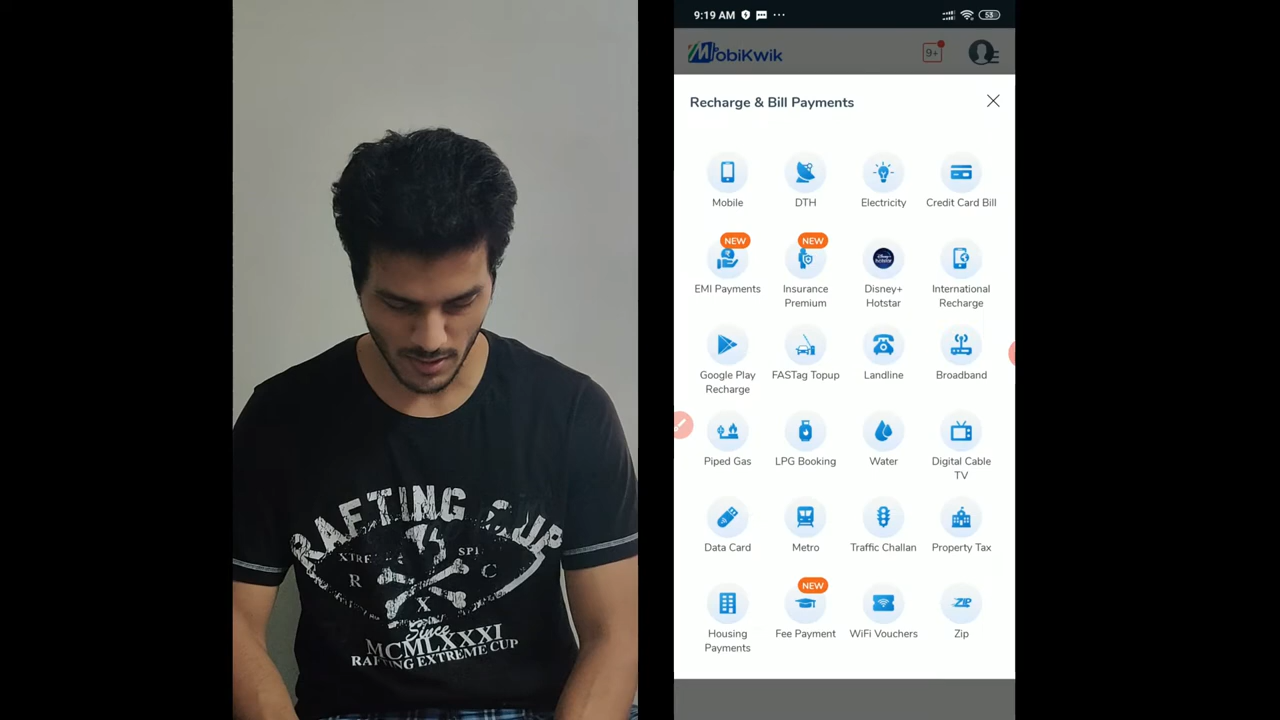 9:19 AM
53
MobiKwik
9+
Recharge & Bill Payments
Mobile
DTH
Electricity
Credit Card Bill
NEW
NEW
EMI Payments
Insurance
Premium
Disney+
Hotstar
International
Recharge
Google Play
Recharge
FASTag Topup
Landline
Broadband
Piped Gas
LPG Booking
Water
Digital Cable
TV
Data Card
Metro
Traffic Challan
Property Tax
NEW
Housing
Payments
Fee Payment
WiFi Vouchers
ZIP
Zip
RAFTING CUP
R C
X
Since
MCMLXXXI
RAFTING EXTREME CUP